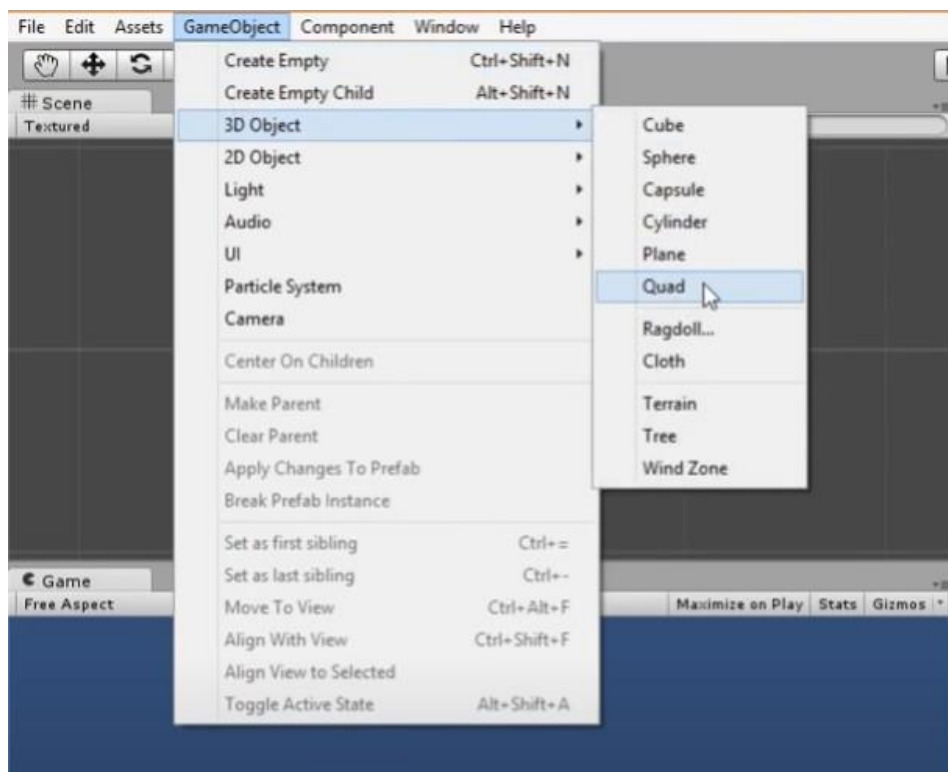 File Edit Assets GameObject Component Window Help
Create Empty Ctrl+Shift+N
Create Empty Child Alt+Shift+N
# Scene
Textured
3D Object
2D Object
Light
Audio
UI
Particle System
Camera
Center On Children
Make Parent
Clear Parent
Apply Changes To Prefab
Break Prefab Instance
Set as first sibling Ctrl+=
Set as last sibling Ctrl+-
Move To View Ctrl+Alt+F
Align With View Ctrl+Shift+F
Align View to Selected
Toggle Active State Alt+Shift+A
Cube
Sphere
Capsule
Cylinder
Plane
Quad
Ragdoll...
Cloth
Terrain
Tree
Wind Zone
Game
Free Aspect Maximize on Play Stats Gizmos